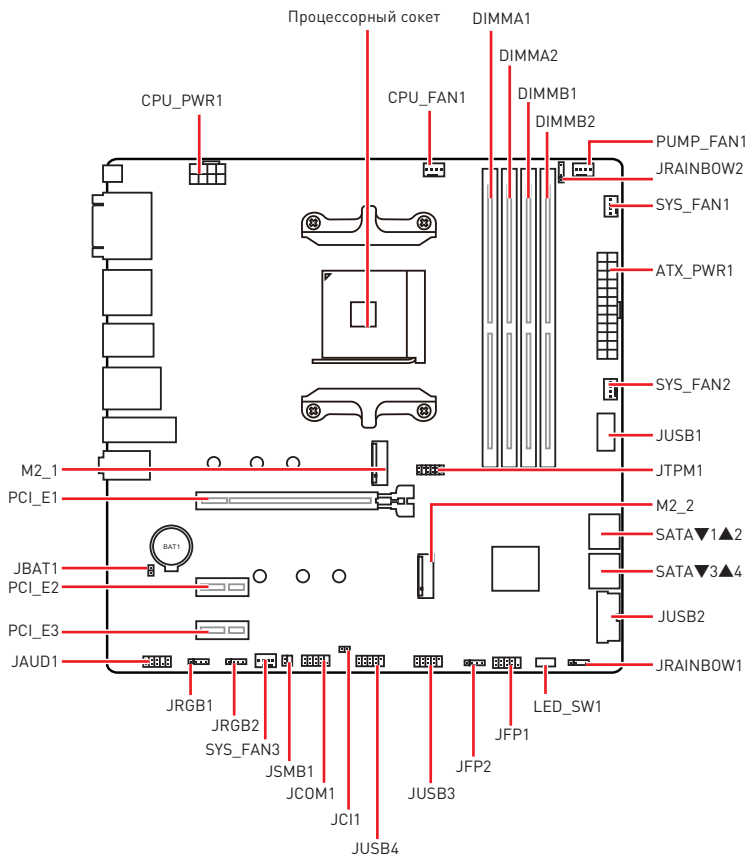 Процессорный сокет
DIMMA1
DIMMA2
DIMMB1
DIMMB2
CPU_PWR1
CPU_FAN1
PUMP_FAN1
JRAINBOW2
SYS_FAN1
ATX_PWR1
SYS_FAN2
JUSB1
M2_1
JTPM1
PCI_E1
M2_2
SATA▼1▲2
BAT1
JBAT1
SATA▼3▲4
PCI_E2
JUSB2
PCI_E3
JAUD1
JRAINBOW1
JRGB1
LED_SW1
JRGB2
JFP1
SYS_FAN3
JFP2
JSMB1
JCOM1
JUSB3
JCI1
JUSB4